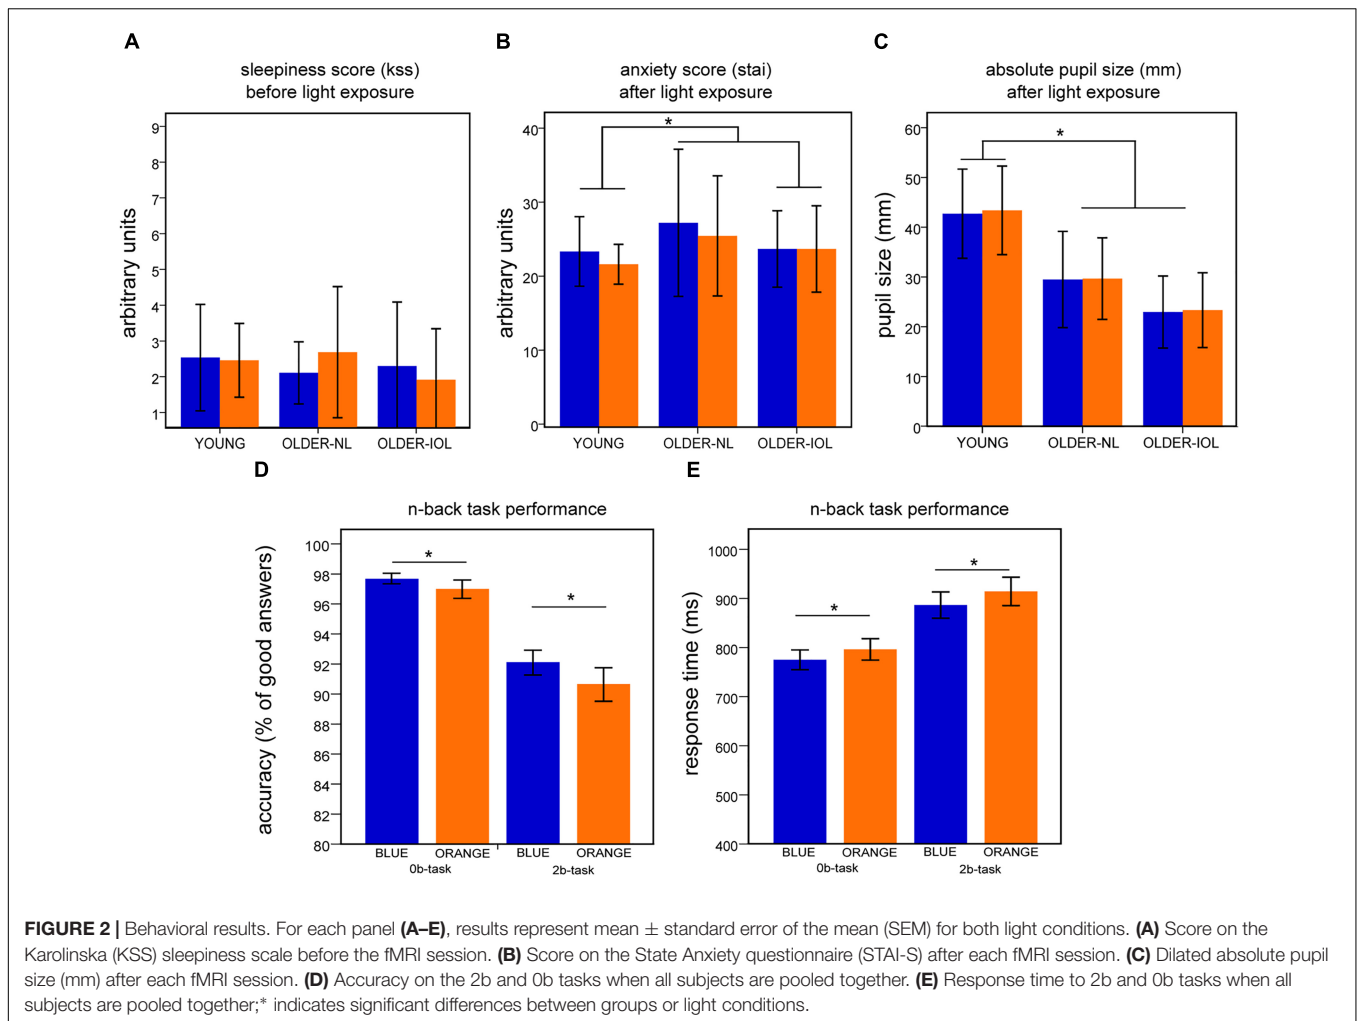 A
sleepiness score (kss)
before light exposure
arbitrary units
9
8
7
6
5
4
3
2
1
YOUNG OLDER-NL OLDER-IOL
B
anxiety score (stai)
after light exposure
arbitrary units
40
30
20
10
0
*
YOUNG OLDER-NL OLDER-IOL
C
absolute pupil size (mm)
after light exposure
pupil size (mm)
60
50
40
30
20
10
0
*
YOUNG OLDER-NL OLDER-IOL
D
n-back task performance
accuracy (% of good answers)
100
98
96
94
92
90
88
86
84
82
80
*
*
BLUE ORANGE BLUE ORANGE
0b-task 2b-task
E
n-back task performance
response time (ms)
1000
900
800
700
600
500
400
*
*
BLUE ORANGE BLUE ORANGE
0b-task 2b-task
FIGURE 2 | Behavioral results. For each panel (A–E), results represent mean ± standard error of the mean (SEM) for both light conditions. (A) Score on the
Karolinska (KSS) sleepiness scale before the fMRI session. (B) Score on the State Anxiety questionnaire (STAI-S) after each fMRI session. (C) Dilated absolute pupil
size (mm) after each fMRI session. (D) Accuracy on the 2b and 0b tasks when all subjects are pooled together. (E) Response time to 2b and 0b tasks when all
subjects are pooled together;* indicates significant differences between groups or light conditions.